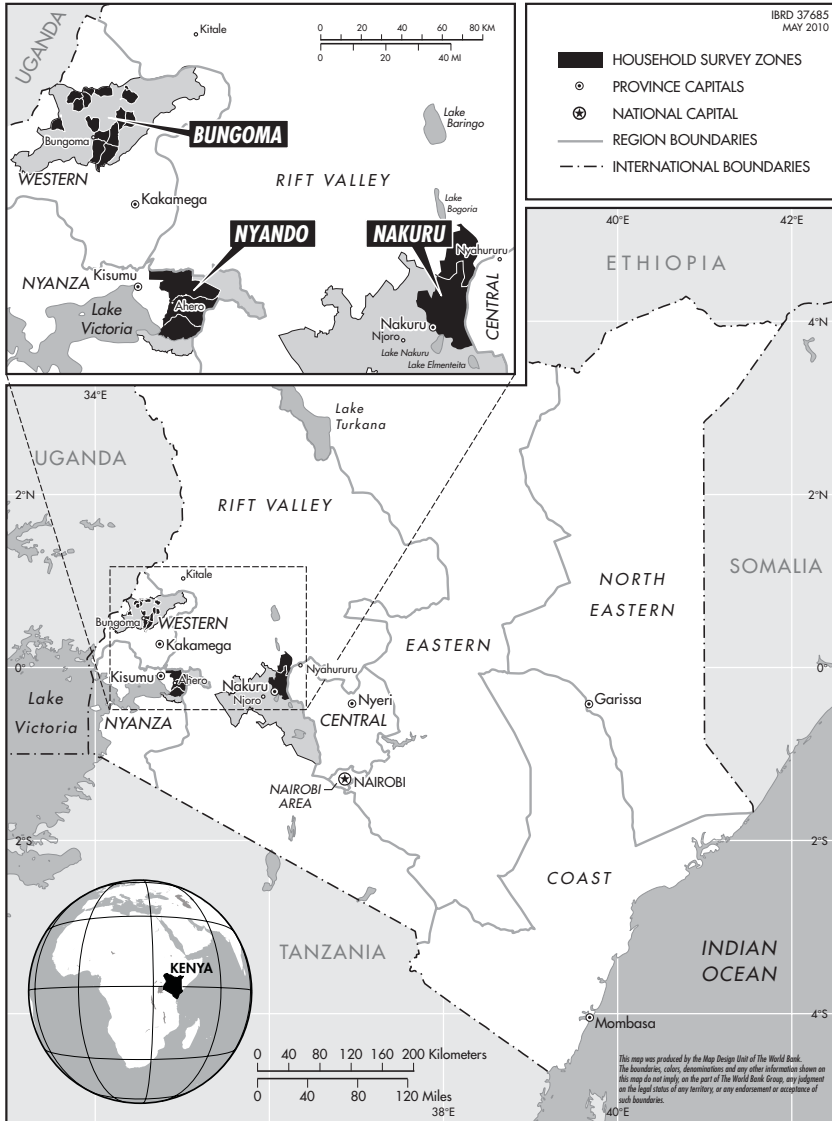 IBRD 37685
MAY 2010
HOUSEHOLD SURVEY ZONES
PROVINCE CAPITALS
NATIONAL CAPITAL
REGION BOUNDARIES
INTERNATIONAL BOUNDARIES
0 20 40 60 80 KM
0 20 40 MI
UGANDA
Kitale
Lake
Baringo
BUNGOMA
Bungoma
WESTERN
RIFT VALLEY
Kakamega
Lake
Bogoria
NYANDO
NAKURU
Nyahururu
NYANZA
Kisumu
CENTRAL
Ahero
Lake
Victoria
Nakuru
Njoro
Lake Nakuru
Lake Elmenteita
40°E
42°E
ETHIOPIA
4°N
4°N
34°E
Lake
Turkana
UGANDA
2°N
2°N
RIFT VALLEY
SOMALIA
Kitale
NORTH
EASTERN
Bungoma
WESTERN
Kakamega
EASTERN
0°
0°
Kisumu
Ahero
Nyahururu
Nakuru
Njoro
Nyeri
Garissa
Lake
Victoria
NYANZA
CENTRAL
NAIROBI
AREA
NAIROBI
2°S
2°S
COAST
TANZANIA
INDIAN
OCEAN
KENYA
4°S
Mombasa
0 40 80 120 160 200 Kilometers
0 40 80 120 Miles
38°E
40°E
This map was produced by the Map Design Unit of The World Bank.
The boundaries, colors, denominations and any other information shown on
this map do not imply, on the part of The World Bank Group, any judgment
on the legal status of any territory, or any endorsement or acceptance of
such boundaries.